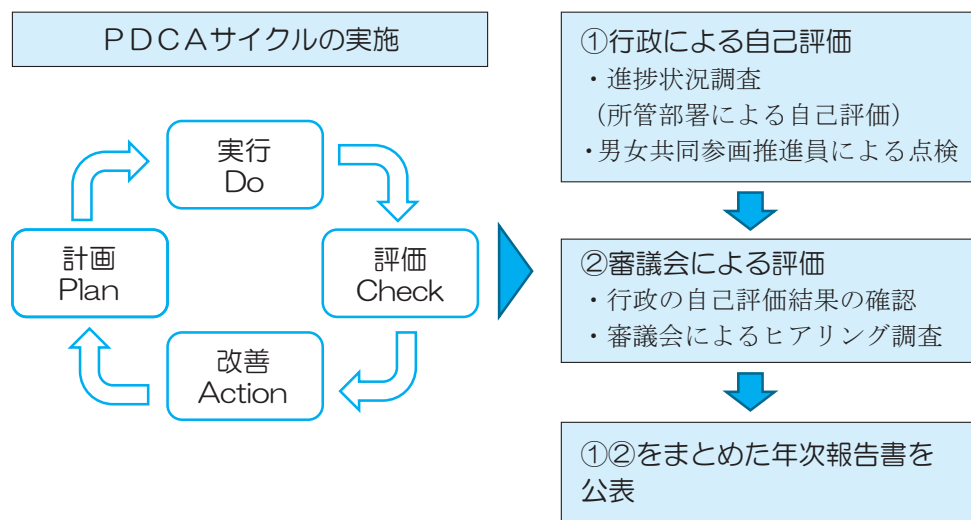 PDCAサイクルの実施
実行
Do
計画
Plan
評価
Check
改善
Action
①行政による自己評価
・進捗状況調査
（所管部署による自己評価）
・男女共同参画推進員による点検
②審議会による評価
・行政の自己評価結果の確認
・審議会によるヒアリング調査
①②をまとめた年次報告書を
公表